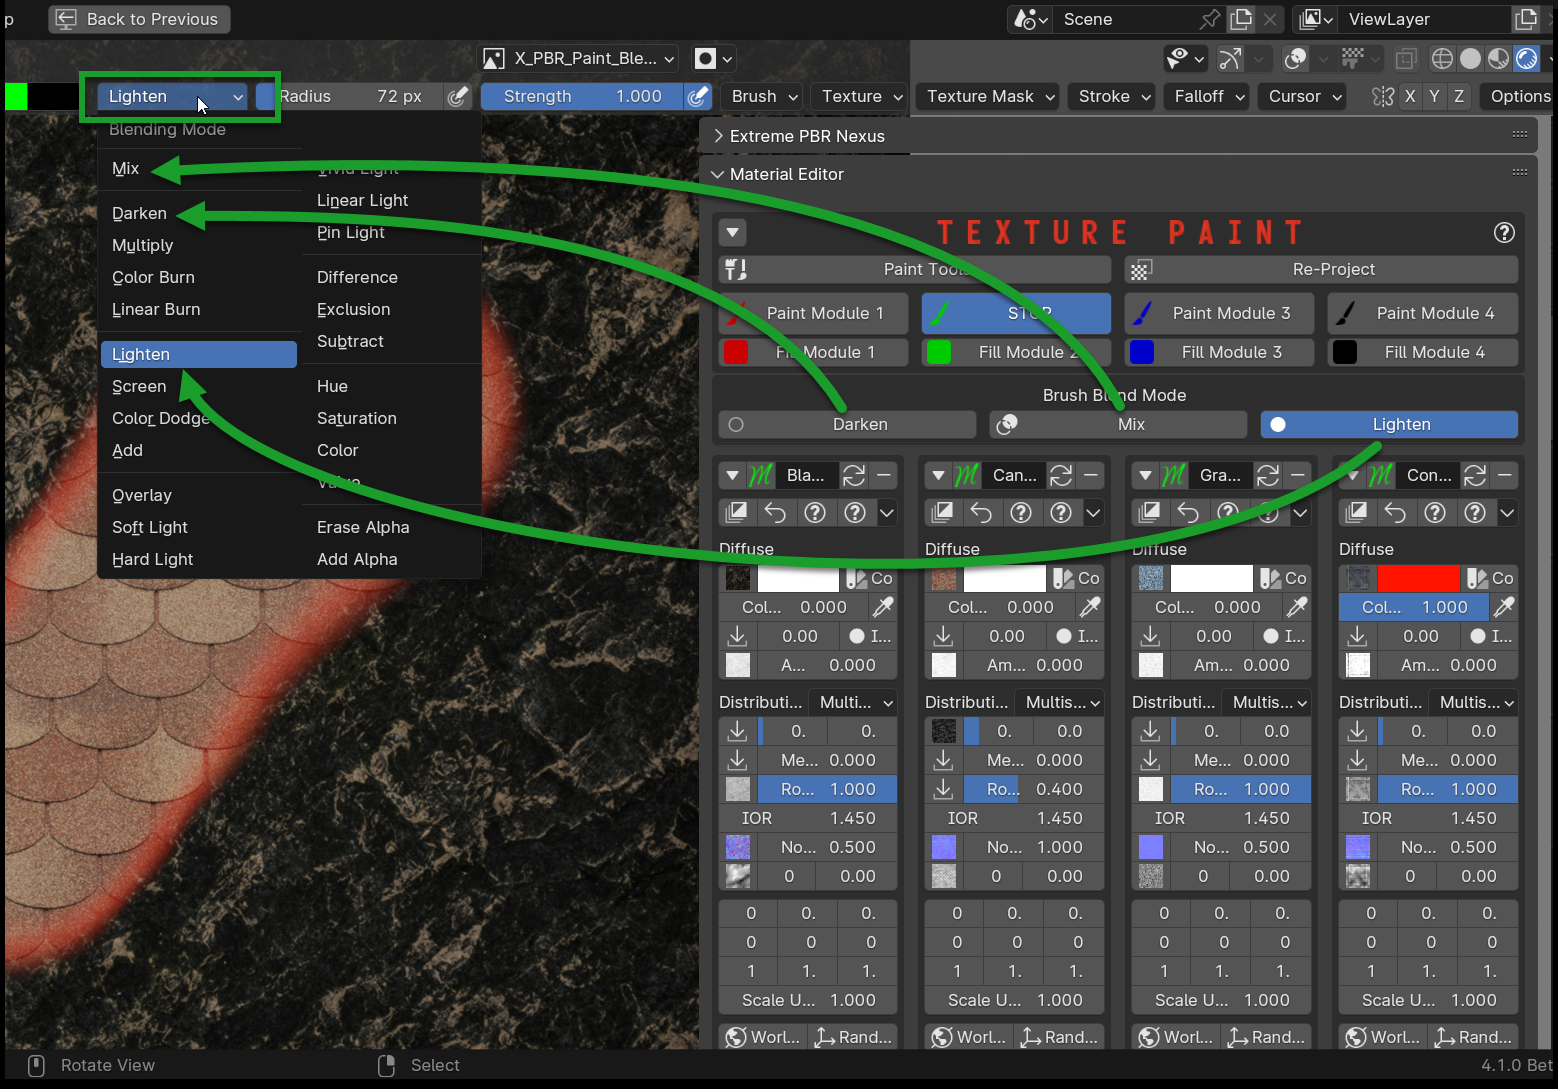 p Back to Previous Scene ViewLayer
X_PBR_Paint_Ble...
Lighten Radius 72 px Strength 1.000 Brush Texture Texture Mask Stroke Falloff Cursor X Y Z Options
Blending Mode
Mix
Darken
Multiply
Color Burn
Linear Burn
Lighten
Screen
Color Dodge
Add
Overlay
Soft Light
Hard Light
Vivid Light
Linear Light
Pin Light
Difference
Exclusion
Subtract
Hue
Saturation
Color
Value
Erase Alpha
Add Alpha
Extreme PBR Nexus
Material Editor
TEXTURE PAINT
Paint Tools Re-Project
Paint Module 1 STOP Paint Module 3 Paint Module 4
Fill Module 1 Fill Module 2 Fill Module 3 Fill Module 4
Brush Blend Mode
Darken Mix Lighten
Bla... Can... Gra... Con...
Diffuse Diffuse Diffuse Diffuse
Co Co Co Co
Col... 0.000 Col... 0.000 Col... 0.000 Col... 1.000
0.00 I... 0.00 I... 0.00 I... 0.00 I...
A... 0.000 Am... 0.000 Am... 0.000 Am... 0.000
Distributi... Multi... Distributi... Multis... Distributi... Multis... Distributi... Multis...
0. 0. 0. 0.0 0. 0.0 0. 0.0
Me... 0.000 Me... 0.000 Me... 0.000 Me... 0.000
Ro... 1.000 Ro... 0.400 Ro... 1.000 Ro... 1.000
IOR 1.450 IOR 1.450 IOR 1.450 IOR 1.450
No... 0.500 No... 1.000 No... 0.500 No... 0.500
0 0.00 0 0.00 0 0.00 0 0.00
0 0. 0. 0 0. 0. 0 0. 0. 0 0. 0.
0 0 0 0 0 0 0 0 0 0 0 0
1 1. 1. 1 1. 1. 1 1. 1. 1 1. 1.
Scale U... 1.000 Scale U... 1.000 Scale U... 1.000 Scale U... 1.000
Worl... Rand... Worl... Rand... Worl... Rand... Worl... Rand...
Rotate View Select 4.1.0 Bet